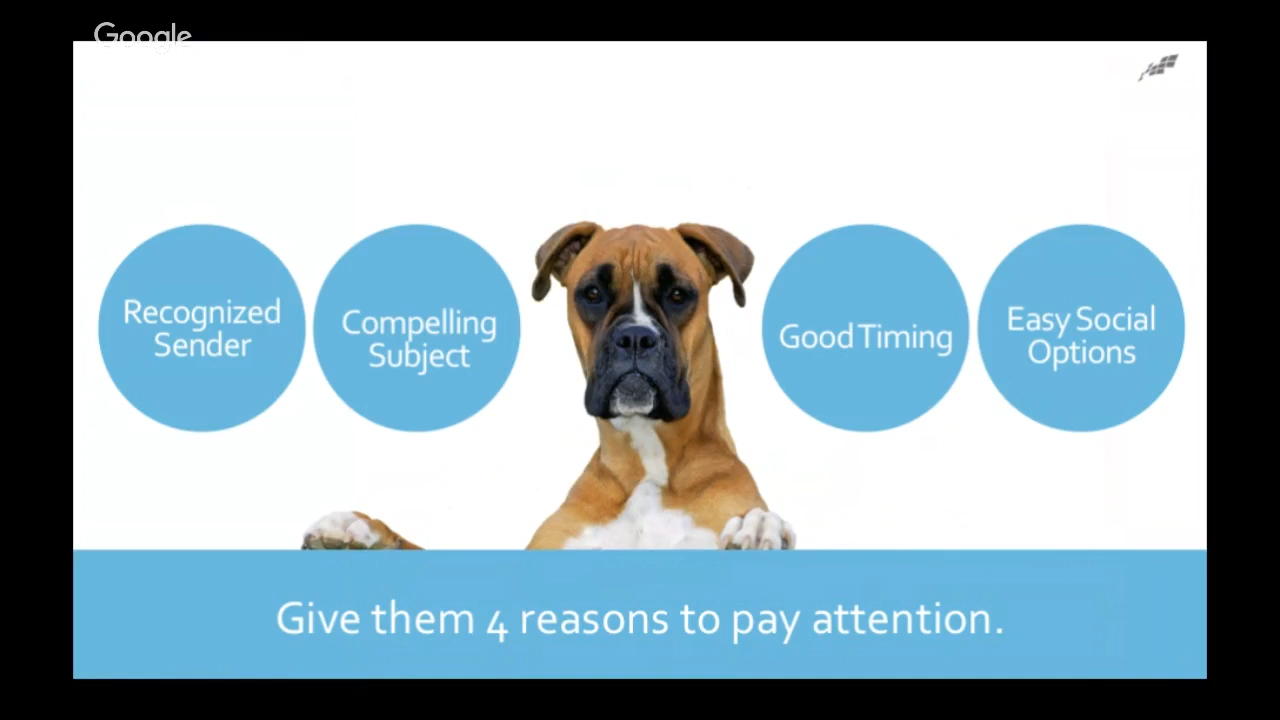 Google
Recognized
Sender
Compelling
Subject
Good Timing
Easy Social
Options
Give them 4 reasons to pay attention.